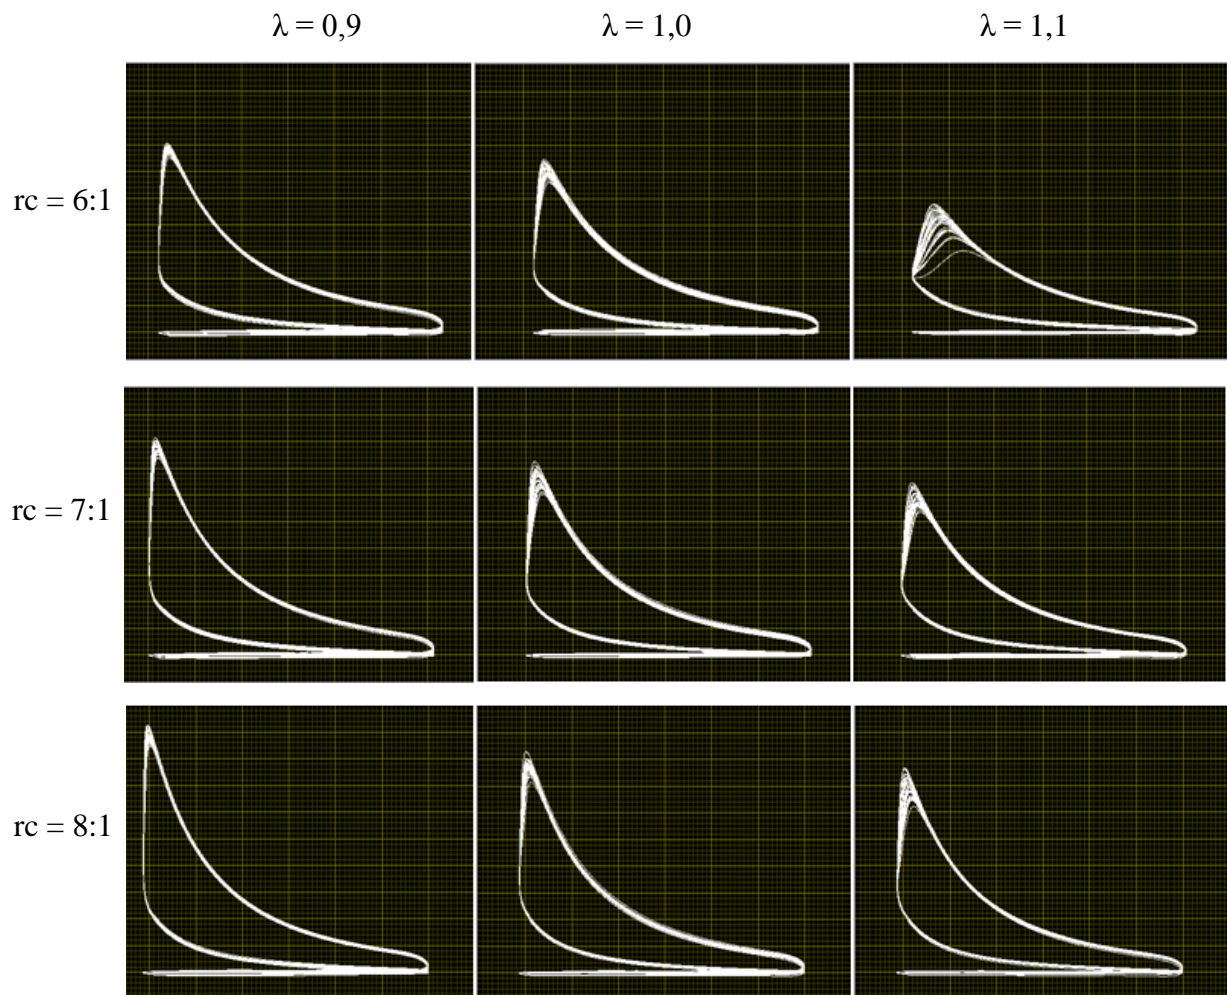 λ = 0,9 λ = 1,0 λ = 1,1
rc = 6:1
rc = 7:1
rc = 8:1